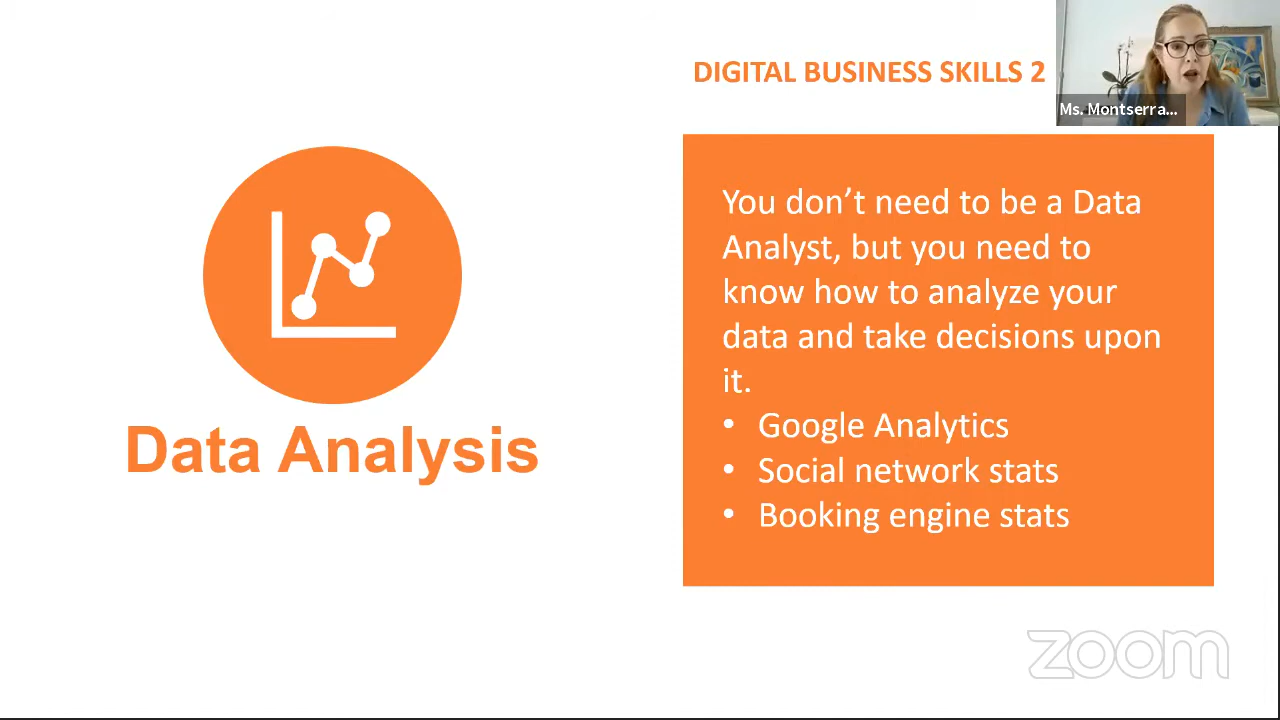 DIGITAL BUSINESS SKILLS 2
Ms. Montserra...
You don’t need to be a Data
Analyst, but you need to
know how to analyze your
data and take decisions upon
it.
• Google Analytics
• Social network stats
• Booking engine stats
Data Analysis
zoom